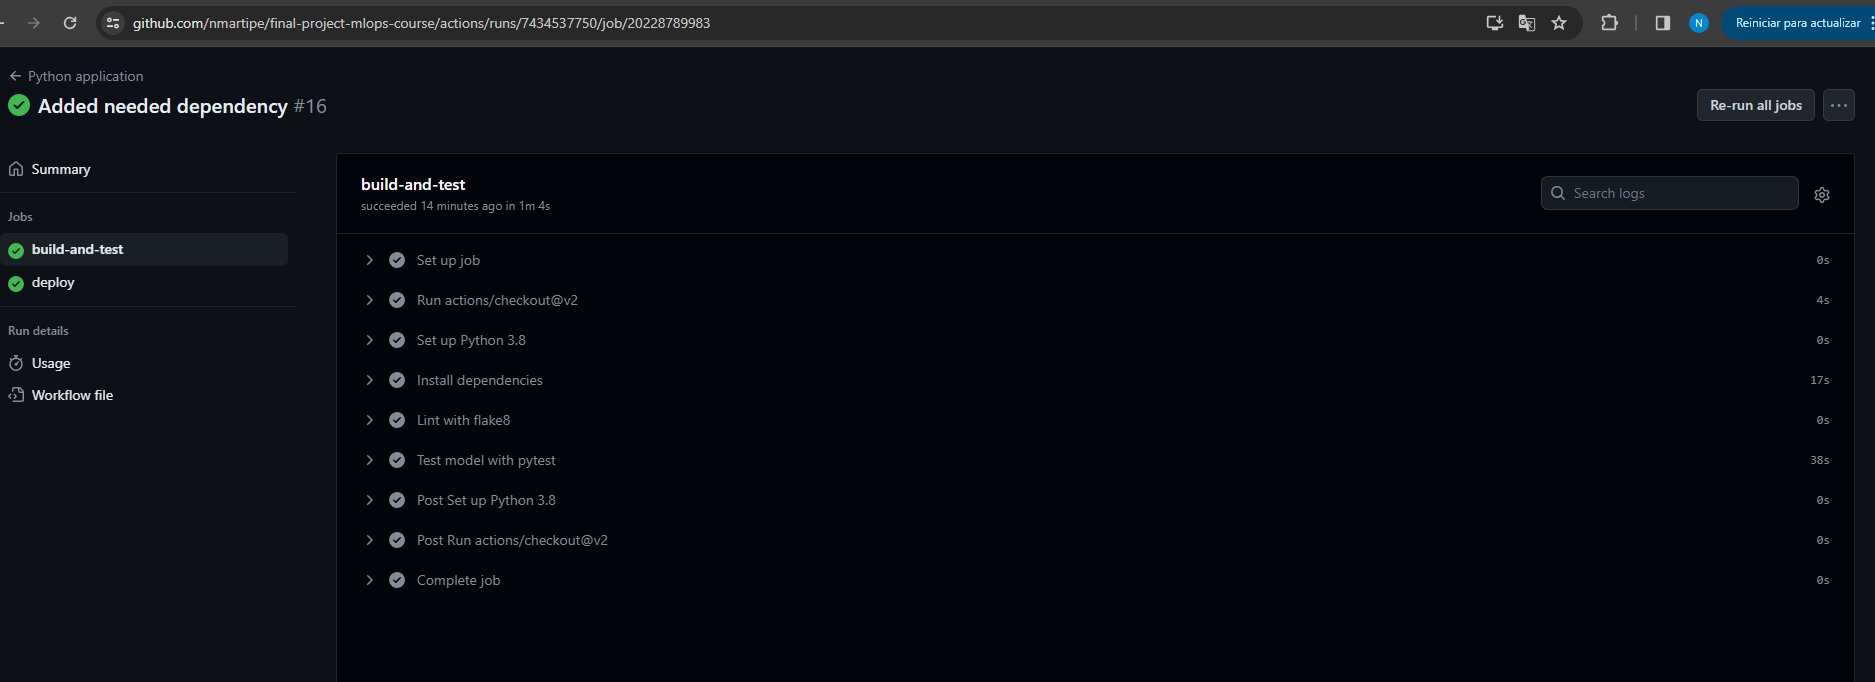 github.com/nmartipe/final-project-mlops-course/actions/runs/7434537750/job/20228789983
N
Reiniciar para actualizar
Python application
Added needed dependency #16
Re-run all jobs
Summary
Jobs
build-and-test
deploy
Run details
Usage
Workflow file
build-and-test
succeeded 14 minutes ago in 1m 4s
Search logs
Set up job 0s
Run actions/checkout@v2 4s
Set up Python 3.8 0s
Install dependencies 17s
Lint with flake8 0s
Test model with pytest 38s
Post Set up Python 3.8 0s
Post Run actions/checkout@v2 0s
Complete job 0s